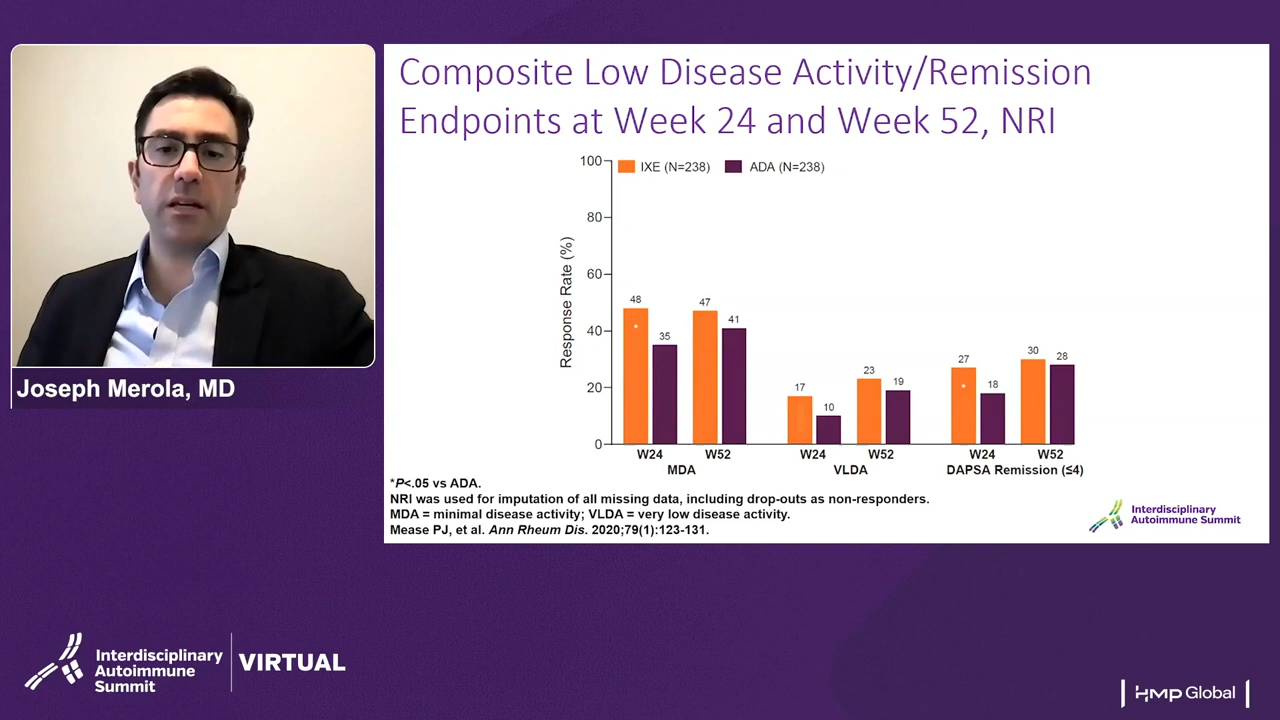 Composite Low Disease Activity/Remission
Endpoints at Week 24 and Week 52, NRI
100
80
60
40
20
0
Response Rate (%)
IXE (N=238)
ADA (N=238)
48
*
35
47
41
17
10
23
19
27
*
18
30
28
W24
W52
W24
W52
W24
W52
MDA
VLDA
DAPSA Remission (≤4)
*P<.05 vs ADA.
NRI was used for imputation of all missing data, including drop-outs as non-responders.
MDA = minimal disease activity; VLDA = very low disease activity.
Mease PJ, et al. Ann Rheum Dis. 2020;79(1):123-131.
Interdisciplinary
Autoimmune Summit
Joseph Merola, MD
Interdisciplinary
Autoimmune
Summit
VIRTUAL
HMP Global